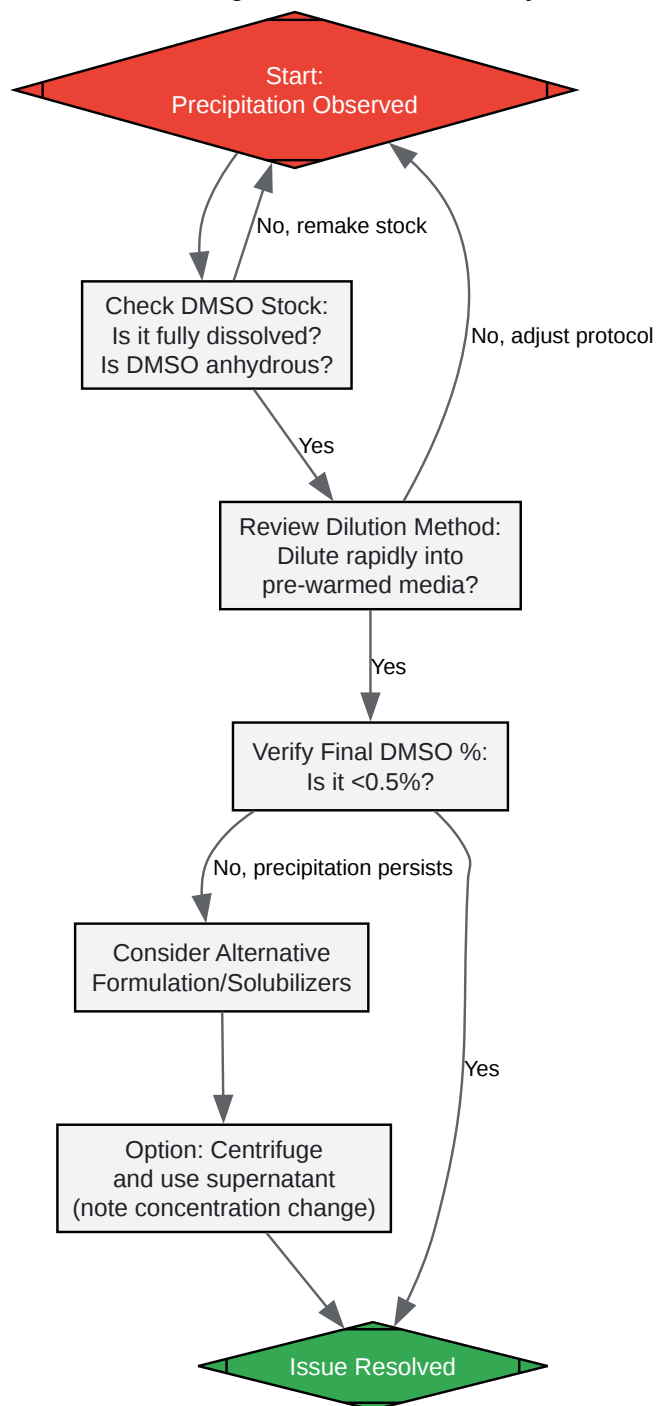 Start:
Precipitation Observed
No, remake stock
Check DMSO Stock:
Is it fully dissolved?
Is DMSO anhydrous?
No, adjust protocol
Yes
Review Dilution Method:
Dilute rapidly into
pre-warmed media?
Yes
Verify Final DMSO %:
Is it <0.5%?
No, precipitation persists
Consider Alternative
Formulation/Solubilizers
Yes
Option: Centrifuge
and use supernatant
(note concentration change)
Issue Resolved